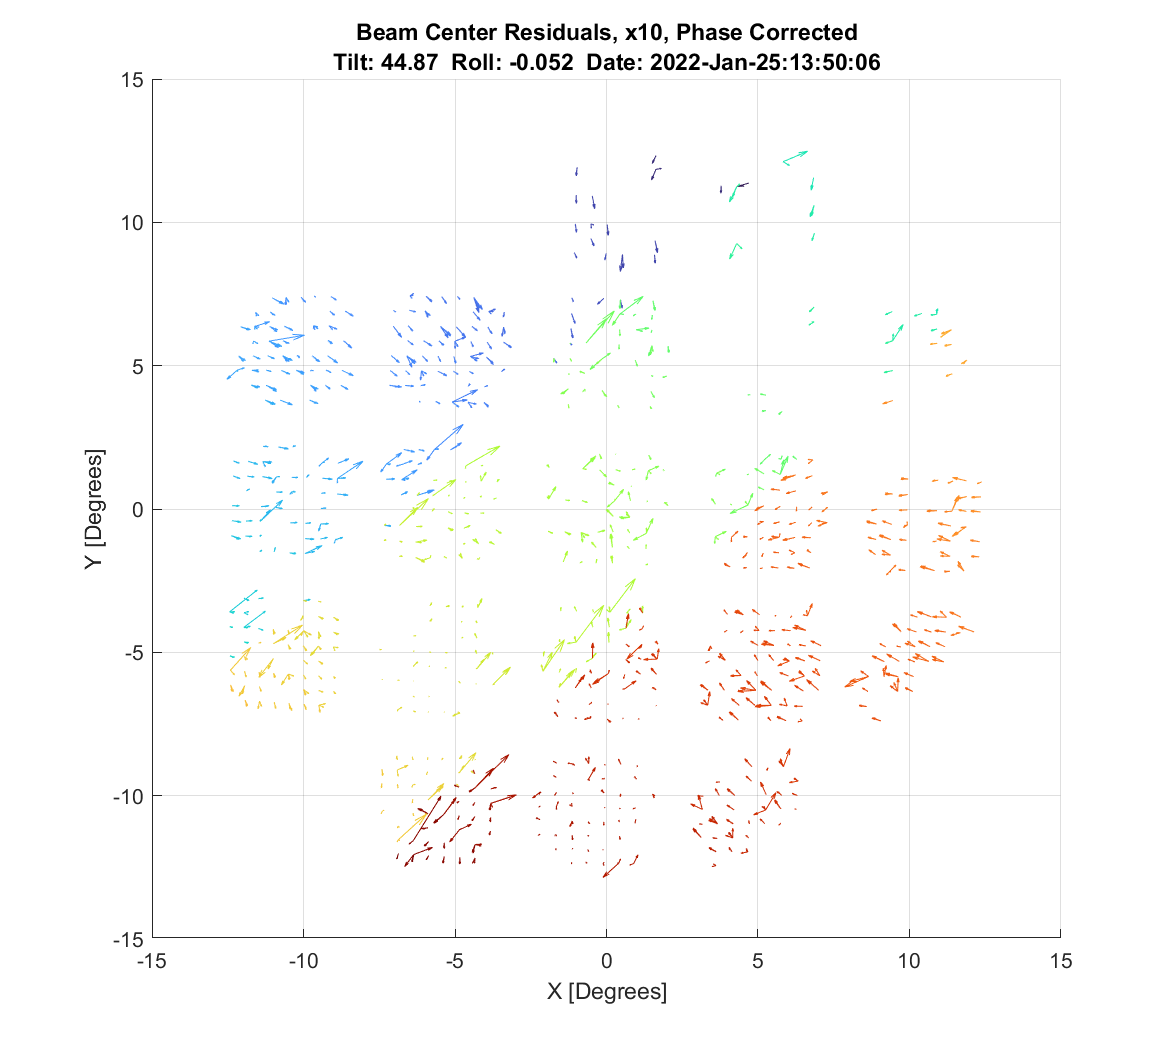 Beam Center Residuals, x10, Phase Corrected
Tilt: 44.87  Roll: -0.052  Date: 2022-Jan-25:13:50:06
15
10
5
0
-5
-10
-15
Y [Degrees]
-15 -10 -5 0 5 10 15
X [Degrees]